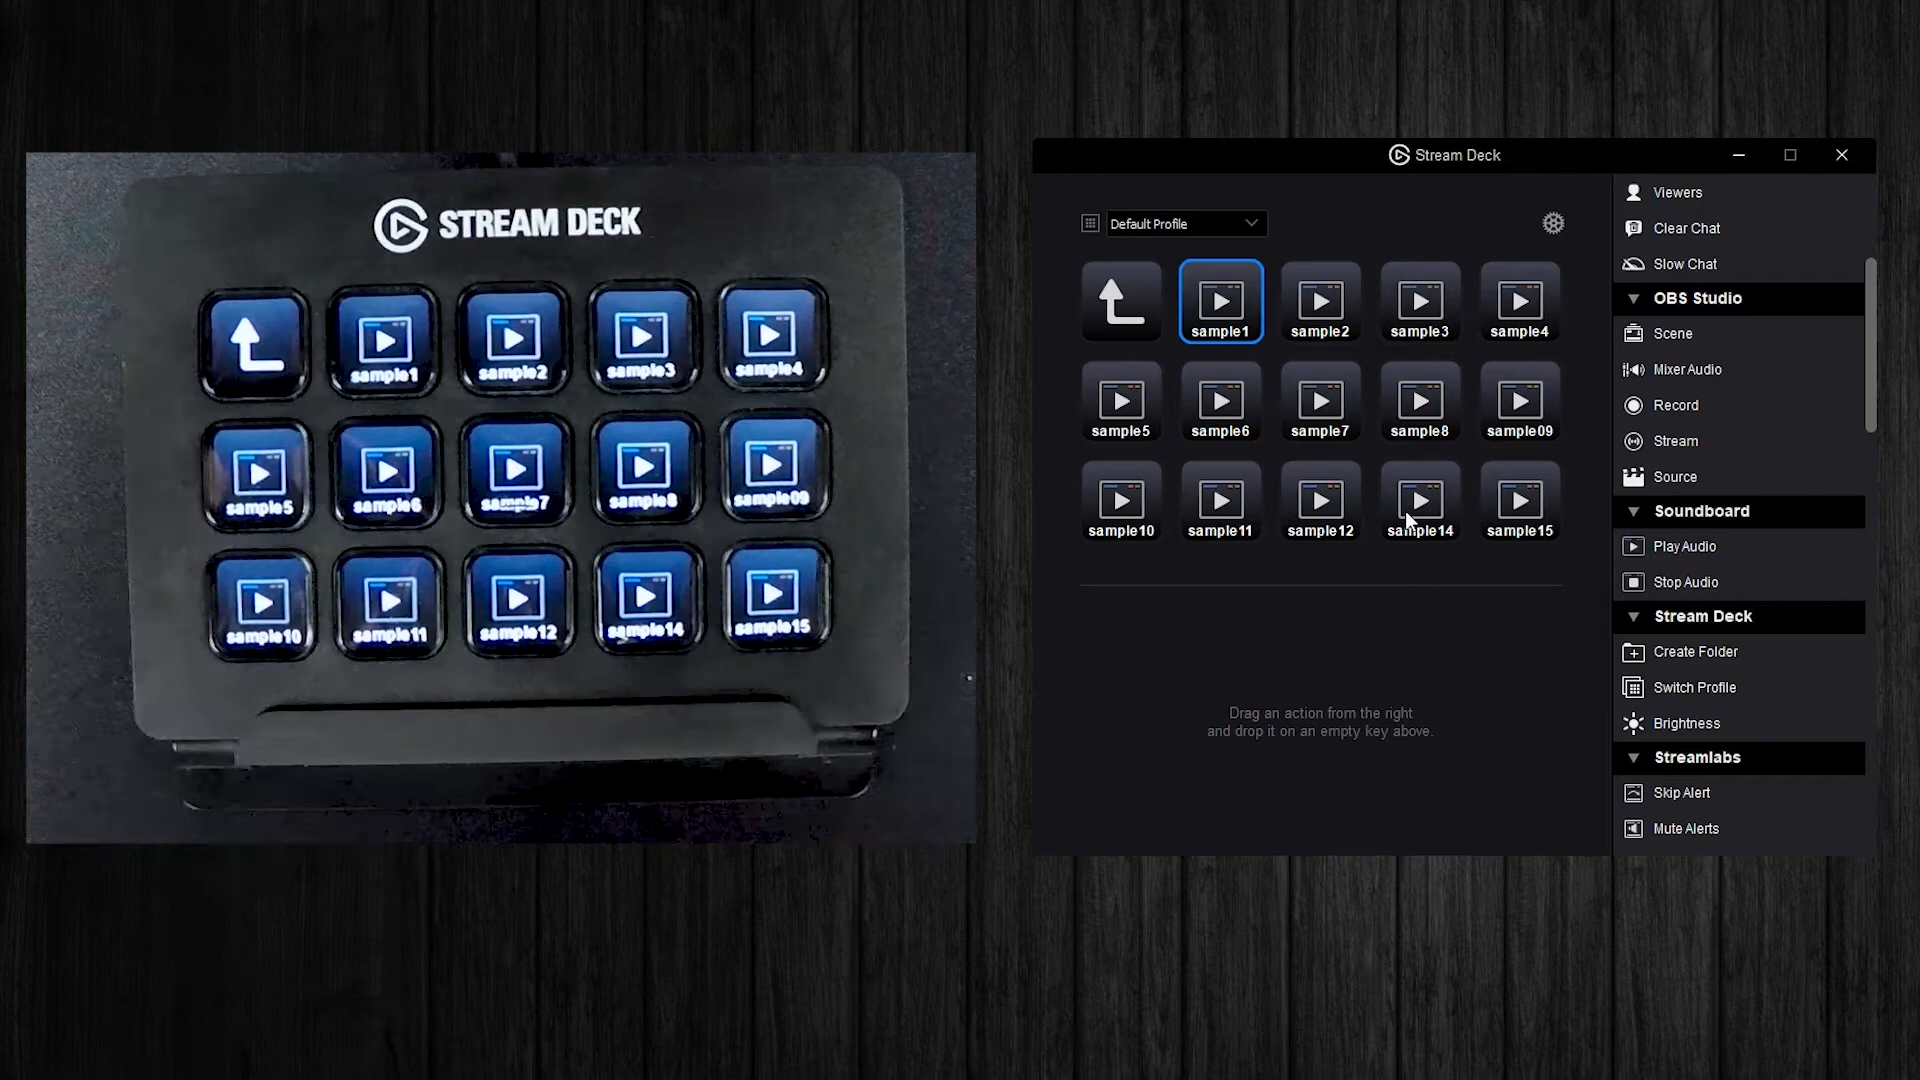 STREAM DECK
sample1
sample2
sample3
sample4
sample5
sample6
sample7
sample8
sample09
sample10
sample11
sample12
sample14
sample15
Stream Deck
Default Profile
sample1
sample2
sample3
sample4
sample5
sample6
sample7
sample8
sample09
sample10
sample11
sample12
sample14
sample15
Drag an action from the right
and drop it on an empty key above.
Viewers
Clear Chat
Slow Chat
OBS Studio
Scene
Mixer Audio
Record
Stream
Source
Soundboard
Play Audio
Stop Audio
Stream Deck
Create Folder
Switch Profile
Brightness
Streamlabs
Skip Alert
Mute Alerts